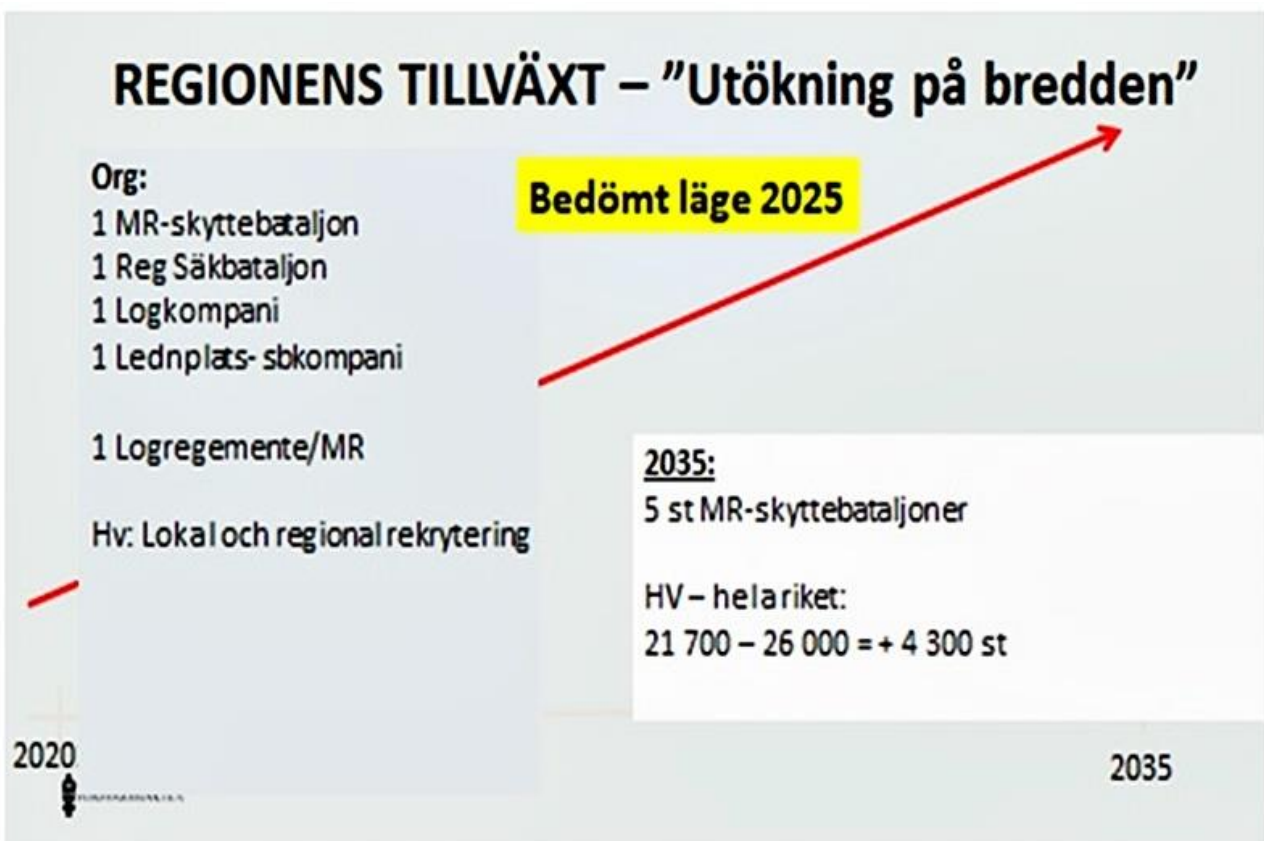 REGIONENS TILLVÄXT – ”Utökning på bredden”
Org:
1 MR-skyttebataljon
1 Reg Säkbataljon
1 Logkompani
1 Lednplats- sbkompani
1 Logregemente/MR
Hv: Lokal och regional rekrytering
Bedömt läge 2025
2035:
5 st MR-skyttebataljoner
HV – hela riket:
21 700 – 26 000 = + 4 300 st
2020
2035